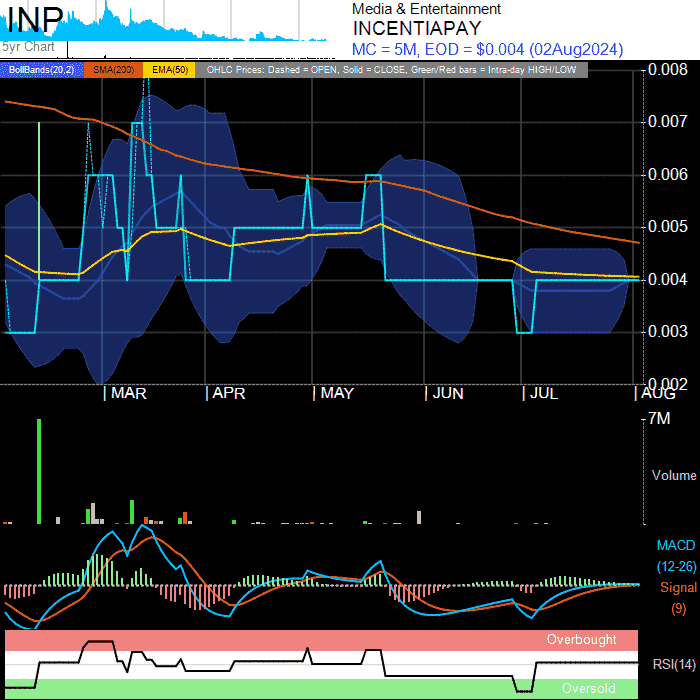 INP
5yr Chart
Media & Entertainment
INCENTIAPAY
MC = 5M, EOD = $0.004 (02Aug2024)
BollBands(20,2) SMA(200) EMA(50) OHLC Prices: Dashed = OPEN, Solid = CLOSE, Green/Red bars = Intra-day HIGH/LOW
0.008
0.007
0.006
0.005
0.004
0.003
0.002
MAR APR MAY JUN JUL AUG
7M
Volume
MACD
(12-26)
Signal
(9)
Overbought
RSI(14)
Oversold